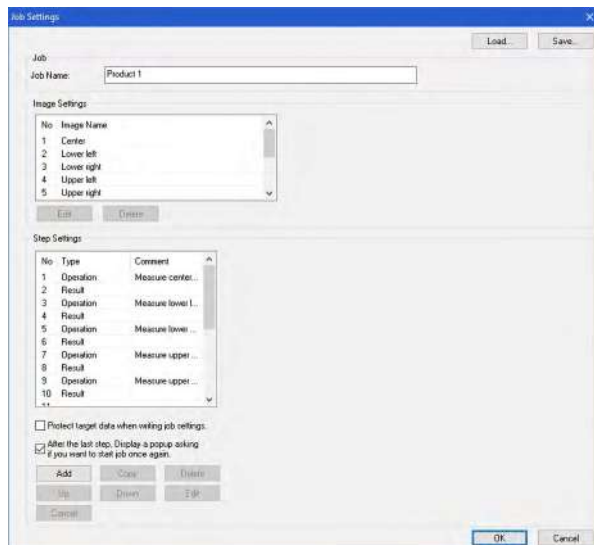 Job Settings
Load... Save...
Job
Job Name: Product 1
Image Settings
No Image Name
1 Center
2 Lower left
3 Lower right
4 Upper left
5 Upper right
Edit Delete
Step Settings
No Type Comment
1 Operation Measure center...
2 Result
3 Operation Measure lower l...
4 Result
5 Operation Measure lower ...
6 Result
7 Operation Measure upper ...
8 Result
9 Operation Measure upper ...
10 Result
11
Protect target data when writing job settings.
After the last step, Display a popup asking
if you want to start job once again.
Add Copy Delete
Up Down Edit
Cancel
OK Cancel